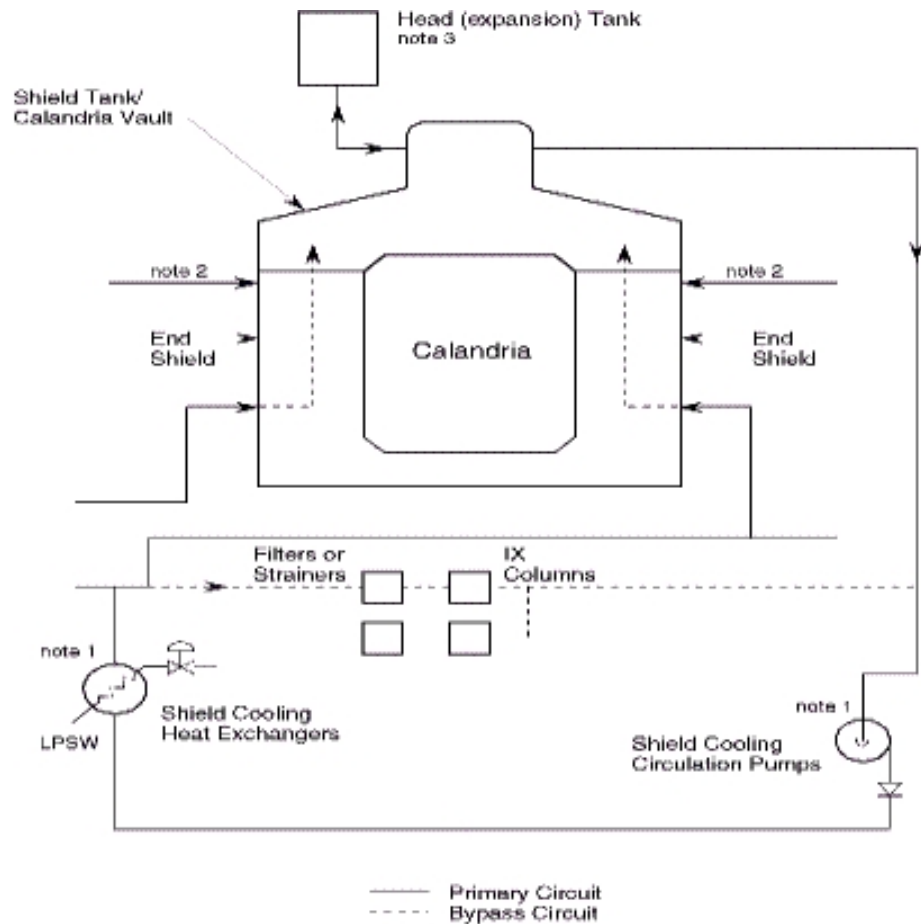 Head (expansion) Tank
note 3
Shield Tank/
Calandria Vault
note 2
note 2
End
Shield
Calandria
End
Shield
Filters or
Strainers
IX
Columns
note 1
LPSW
Shield Cooling
Heat Exchangers
note 1
Shield Cooling
Circulation Pumps
Primary Circuit
Bypass Circuit